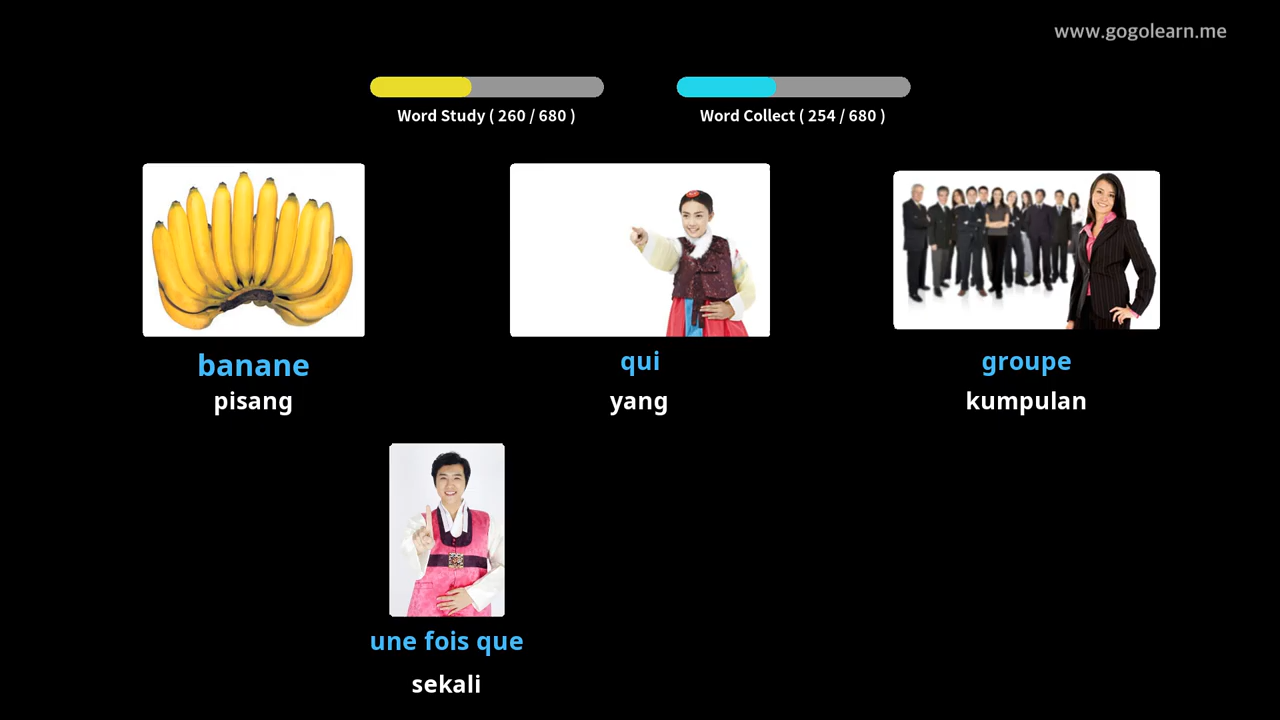 www.gogolearn.me
Word Study ( 260 / 680 )
Word Collect ( 254 / 680 )
banane
pisang
qui
yang
groupe
kumpulan
une fois que
sekali